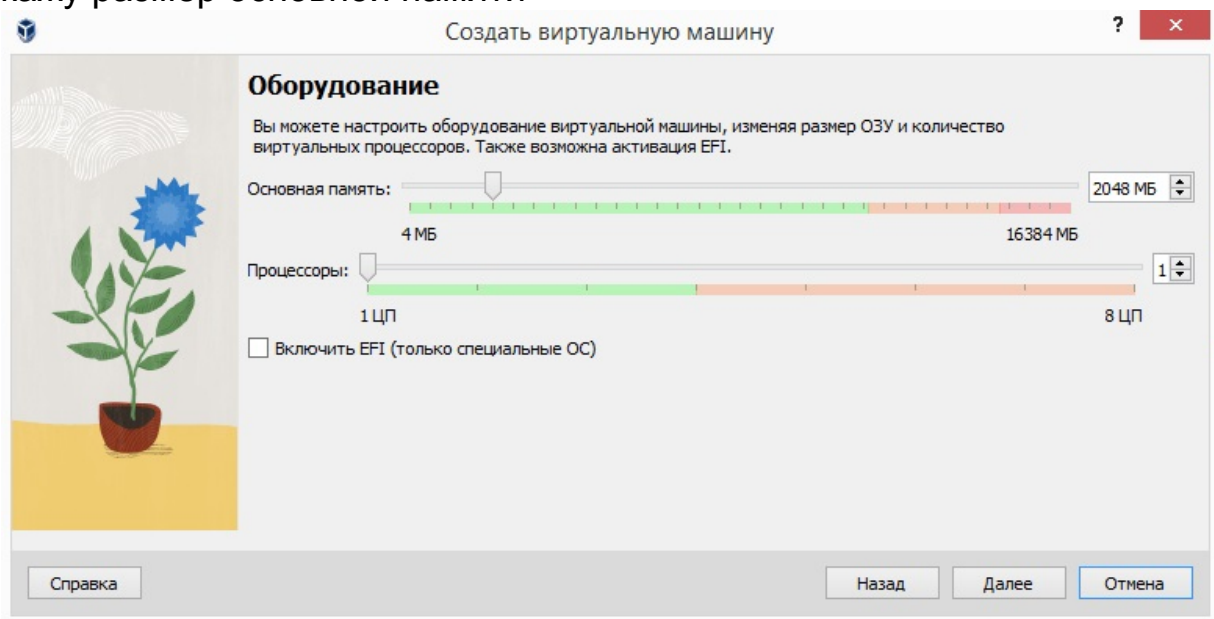 Создать виртуальную машину
?
×
Оборудование
Вы можете настроить оборудование виртуальной машины, изменяя размер ОЗУ и количество
виртуальных процессоров. Также возможна активация EFI.
Основная память:
2048 МБ
4 МБ
16384 МБ
Процессоры:
1
1 ЦП
8 ЦП
Включить EFI (только специальные ОС)
Справка
Назад
Далее
Отмена